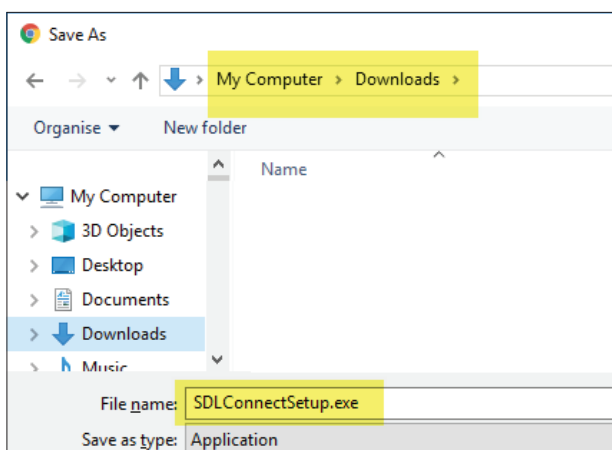 Save As
My Computer > Downloads >
Organise New folder
Name
My Computer
3D Objects
Desktop
Documents
Downloads
Music
File name: SDLConnectSetup.exe
Save as type: Application